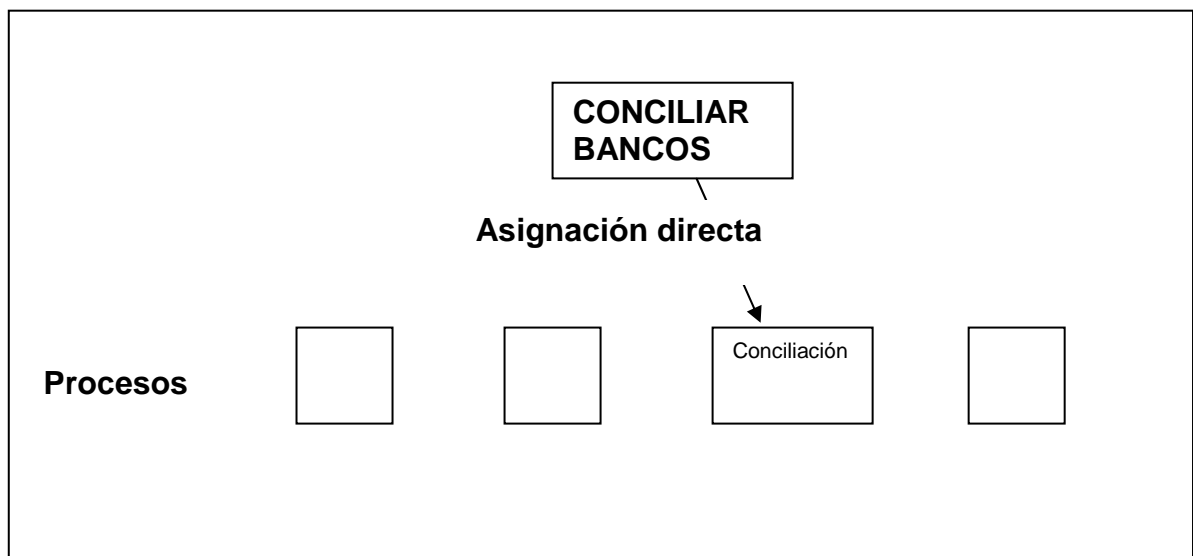 CONCILIAR
BANCOS
Asignación directa
Conciliación
Procesos